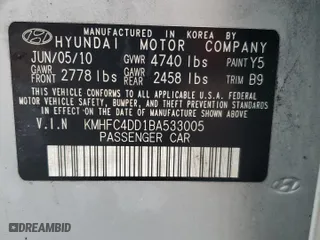 MANUFACTURED IN KOREA BY
HYUNDAI MOTOR COMPANY
JUN/05/10 GVWR 4740 lbs PAINT Y5
GAWR FRONT 2778 lbs GAWR REAR 2458 lbs TRIM B9
THIS VEHICLE CONFORMS TO ALL APPLICABLE
FEDERAL MOTOR VEHICLE SAFETY, BUMPER, AND
THEFT PREVENTION STANDARDS IN EFFECT ON
THE DATE OF MANUFACTURE SHOWN ABOVE.
V.I.N KMHFC4DD1BA533005
PASSENGER CAR
DREAMBID